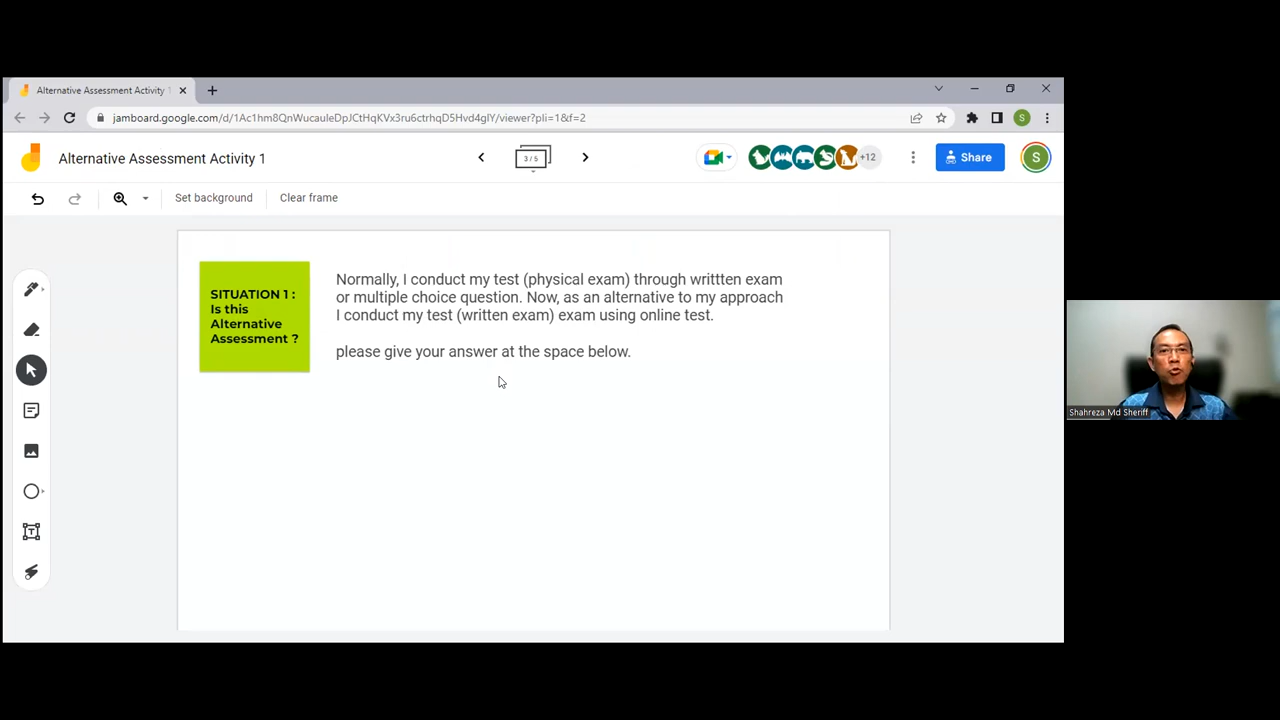 Alternative Assessment Activity 1
jamboard.google.com/d/1Ac1hm8QnWucauleDpJCtHqKVx3ru6ctrhqD5Hvd4glY/viewer?pli=1&f=2
S
Alternative Assessment Activity 1
3 / 5
+12
Share
S
Set background
Clear frame
SITUATION 1 :
Is this
Alternative
Assessment ?
Normally, I conduct my test (physical exam) through writtten exam
or multiple choice question. Now, as an alternative to my approach
I conduct my test (written exam) exam using online test.
please give your answer at the space below.
Shahreza Md Sheriff